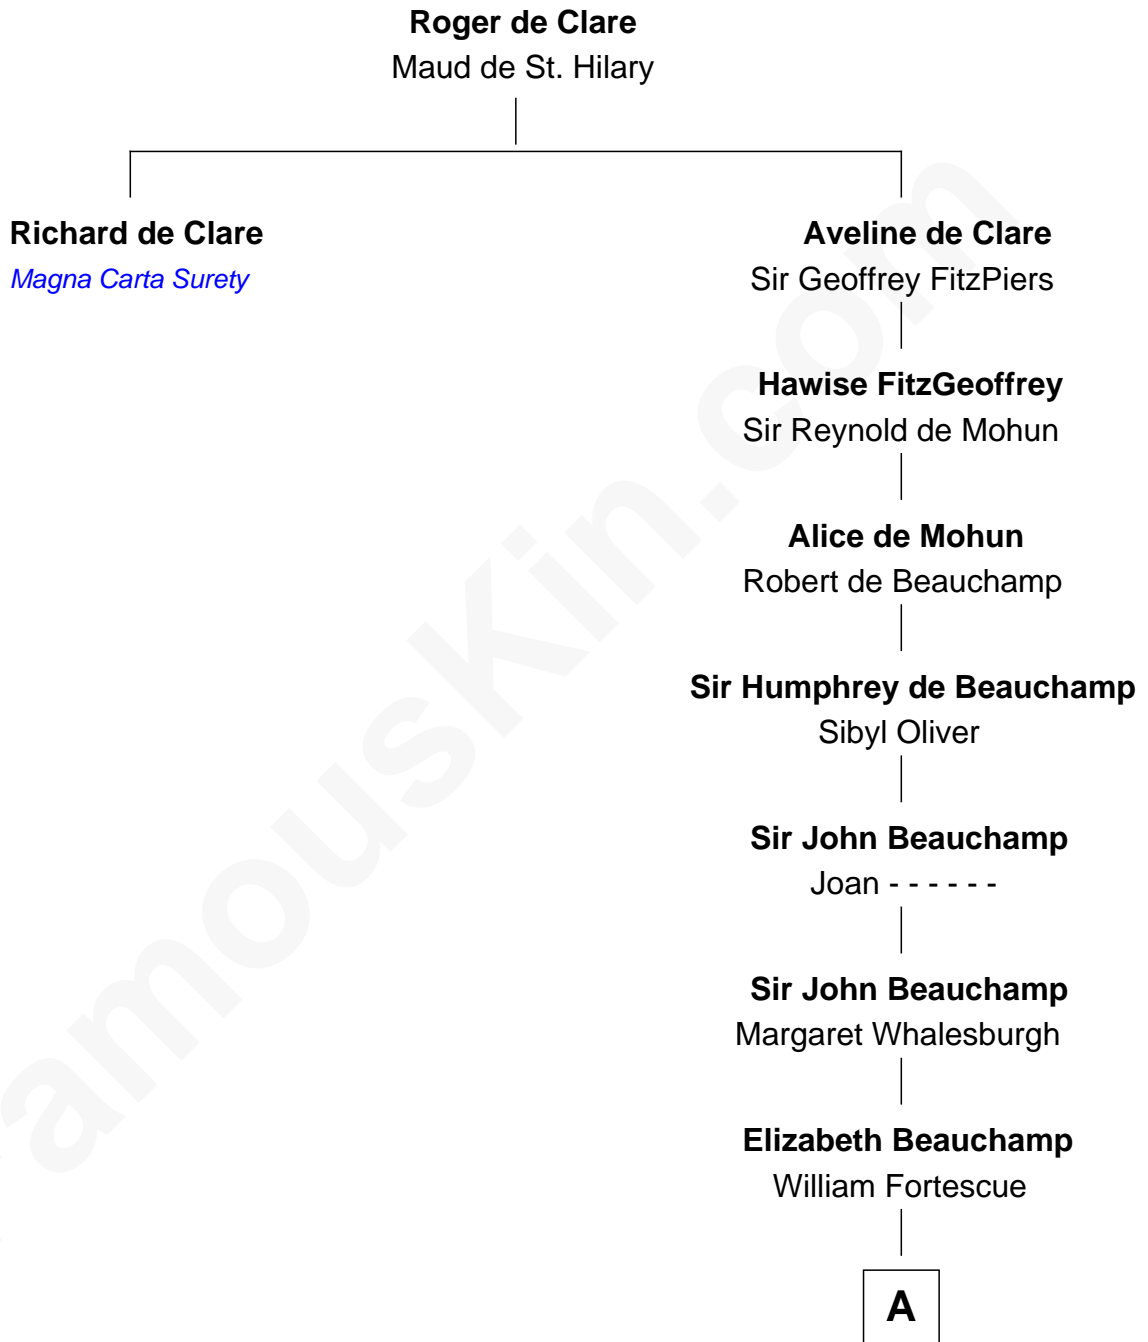 Roger de Clare
Maud de St. Hilary
Richard de Clare
Magna Carta Surety
Aveline de Clare
Sir Geoffrey FitzPiers
Hawise FitzGeoffrey
Sir Reynold de Mohun
Alice de Mohun
Robert de Beauchamp
Sir Humphrey de Beauchamp
Sibyl Oliver
Sir John Beauchamp
Joan - - - - - -
Sir John Beauchamp
Margaret Whalesburgh
Elizabeth Beauchamp
William Fortescue
A
amouskin.com